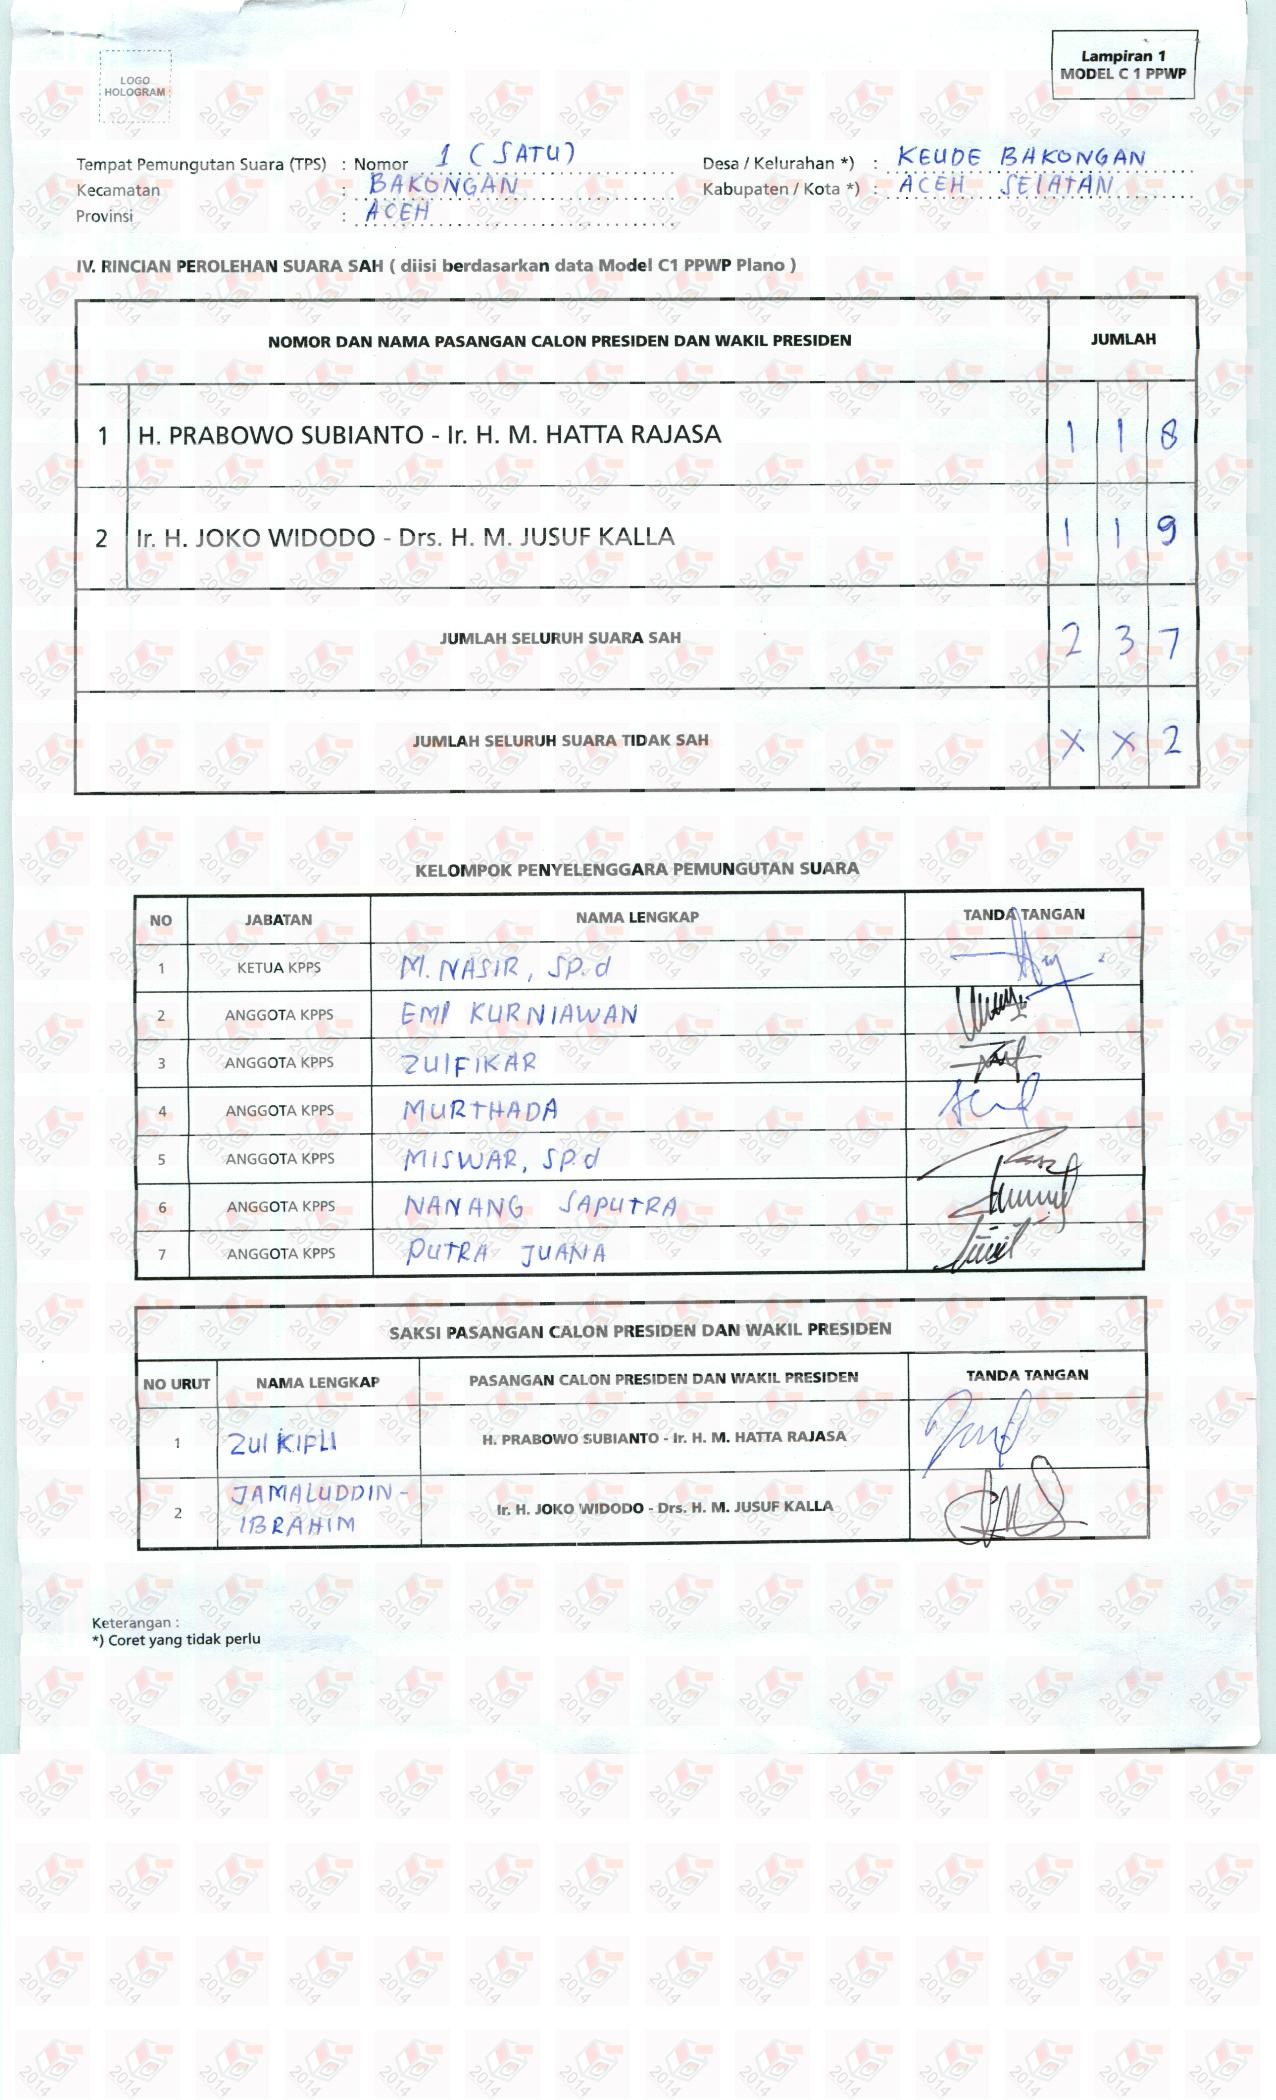 LOGO
HOLOGRAM
Lampiran 1
MODEL C 1 PPWP
Tempat Pemungutan Suara (TPS) : Nomor 1 ( SATU )
Desa / Kelurahan *) : KEUDE BAKONGAN
Kecamatan : BAKONGAN
Kabupaten / Kota *) : ACEH SElATAN
Provinsi : ACEH
IV. RINCIAN PEROLEHAN SUARA SAH ( diisi berdasarkan data Model C1 PPWP Plano )
NOMOR DAN NAMA PASANGAN CALON PRESIDEN DAN WAKIL PRESIDEN JUMLAH
1 H. PRABOWO SUBIANTO - Ir. H. M. HATTA RAJASA 1 1 8
2 Ir. H. JOKO WIDODO - Drs. H. M. JUSUF KALLA 1 1 9
JUMLAH SELURUH SUARA SAH 2 3 7
JUMLAH SELURUH SUARA TIDAK SAH X X 2
KELOMPOK PENYELENGGARA PEMUNGUTAN SUARA
NO JABATAN NAMA LENGKAP TANDA TANGAN
1 KETUA KPPS M. NASIR, SP.d
2 ANGGOTA KPPS EMI KURNIAWAN
3 ANGGOTA KPPS ZUlFIKAR
4 ANGGOTA KPPS MURTHADA
5 ANGGOTA KPPS MISWAR, SP.d
6 ANGGOTA KPPS NANANG SAPUTRA
7 ANGGOTA KPPS PUTRA JUANA
SAKSI PASANGAN CALON PRESIDEN DAN WAKIL PRESIDEN
NO URUT NAMA LENGKAP PASANGAN CALON PRESIDEN DAN WAKIL PRESIDEN TANDA TANGAN
1 ZUlKIFLI H. PRABOWO SUBIANTO - Ir. H. M. HATTA RAJASA
2 JAMALUDDIN - IBRAHIM Ir. H. JOKO WIDODO - Drs. H. M. JUSUF KALLA
Keterangan :
*) Coret yang tidak perlu